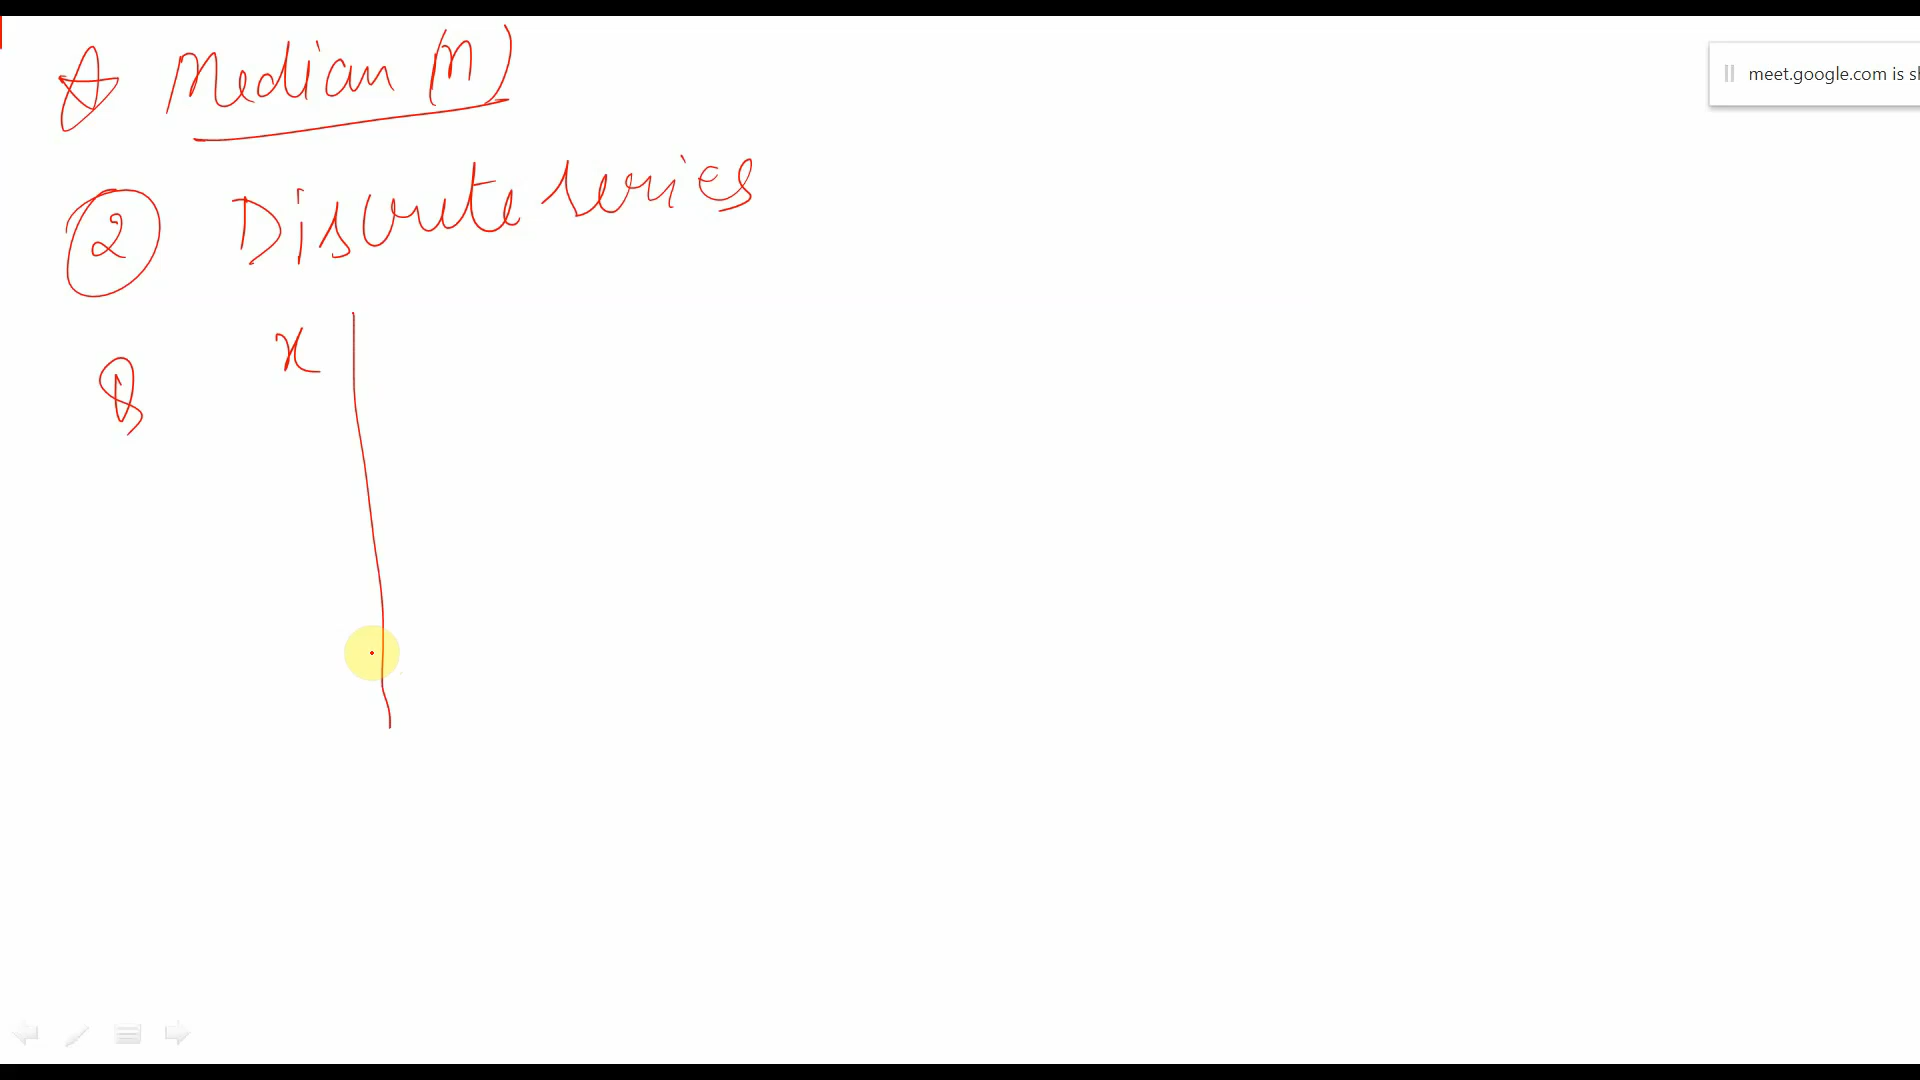 Median (M)
meet.google.com is sh
② Discrete series
x
Q